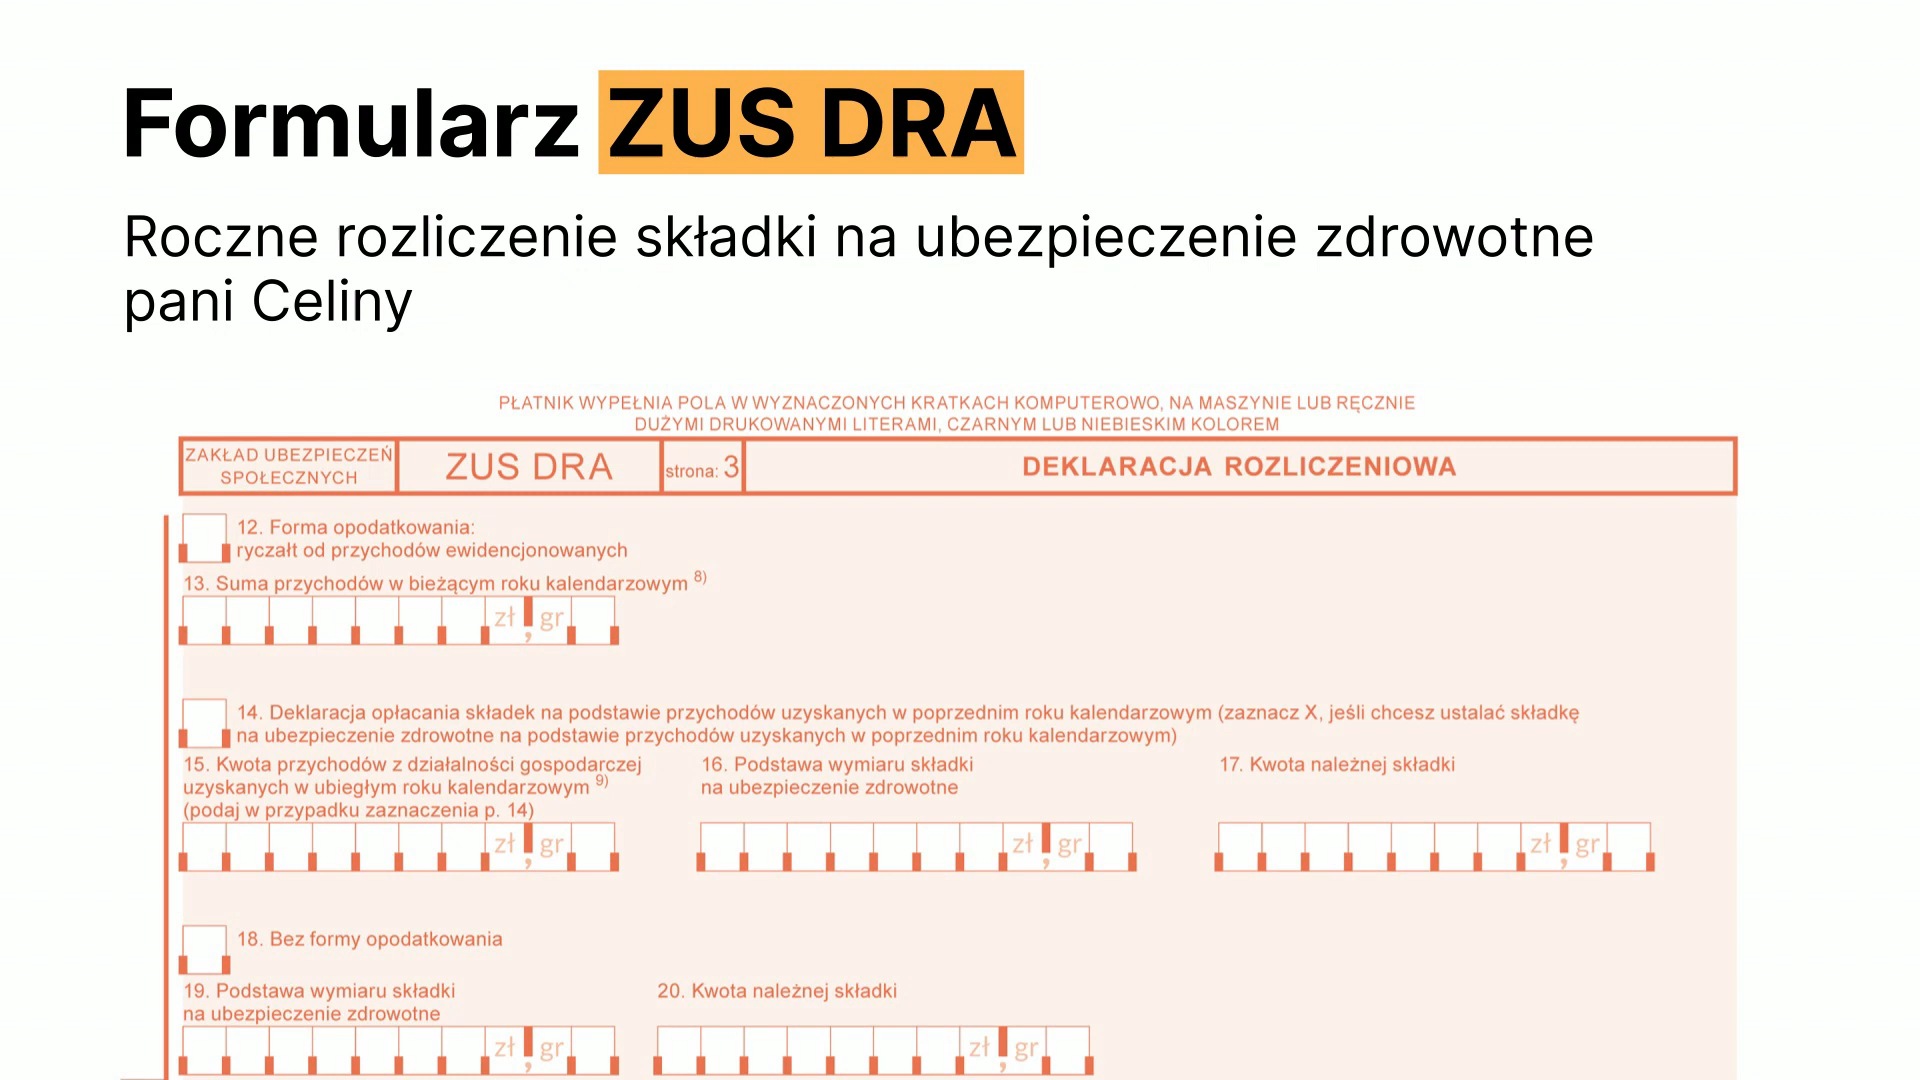 Formularz ZUS DRA
Roczne rozliczenie składki na ubezpieczenie zdrowotne
pani Celiny
PŁATNIK WYPEŁNIA POLA W WYZNACZONYCH KRATKACH KOMPUTEROWO, NA MASZYNIE LUB RĘCZNIE
DUŻYMI DRUKOWANYMI LITERAMI, CZARNYM LUB NIEBIESKIM KOLOREM
ZAKŁAD UBEZPIECZEŃ
SPOŁECZNYCH
ZUS DRA
strona: 3
DEKLARACJA ROZLICZENIOWA
12. Forma opodatkowania:
ryczałt od przychodów ewidencjonowanych
13. Suma przychodów w bieżącym roku kalendarzowym 8)
zł , gr
14. Deklaracja opłacania składek na podstawie przychodów uzyskanych w poprzednim roku kalendarzowym (zaznacz X, jeśli chcesz ustalać składkę
na ubezpieczenie zdrowotne na podstawie przychodów uzyskanych w poprzednim roku kalendarzowym)
15. Kwota przychodów z działalności gospodarczej
uzyskanych w ubiegłym roku kalendarzowym 9)
(podaj w przypadku zaznaczenia p. 14)
zł , gr
16. Podstawa wymiaru składki
na ubezpieczenie zdrowotne
zł , gr
17. Kwota należnej składki
zł , gr
18. Bez formy opodatkowania
19. Podstawa wymiaru składki
na ubezpieczenie zdrowotne
zł , gr
20. Kwota należnej składki
zł , gr